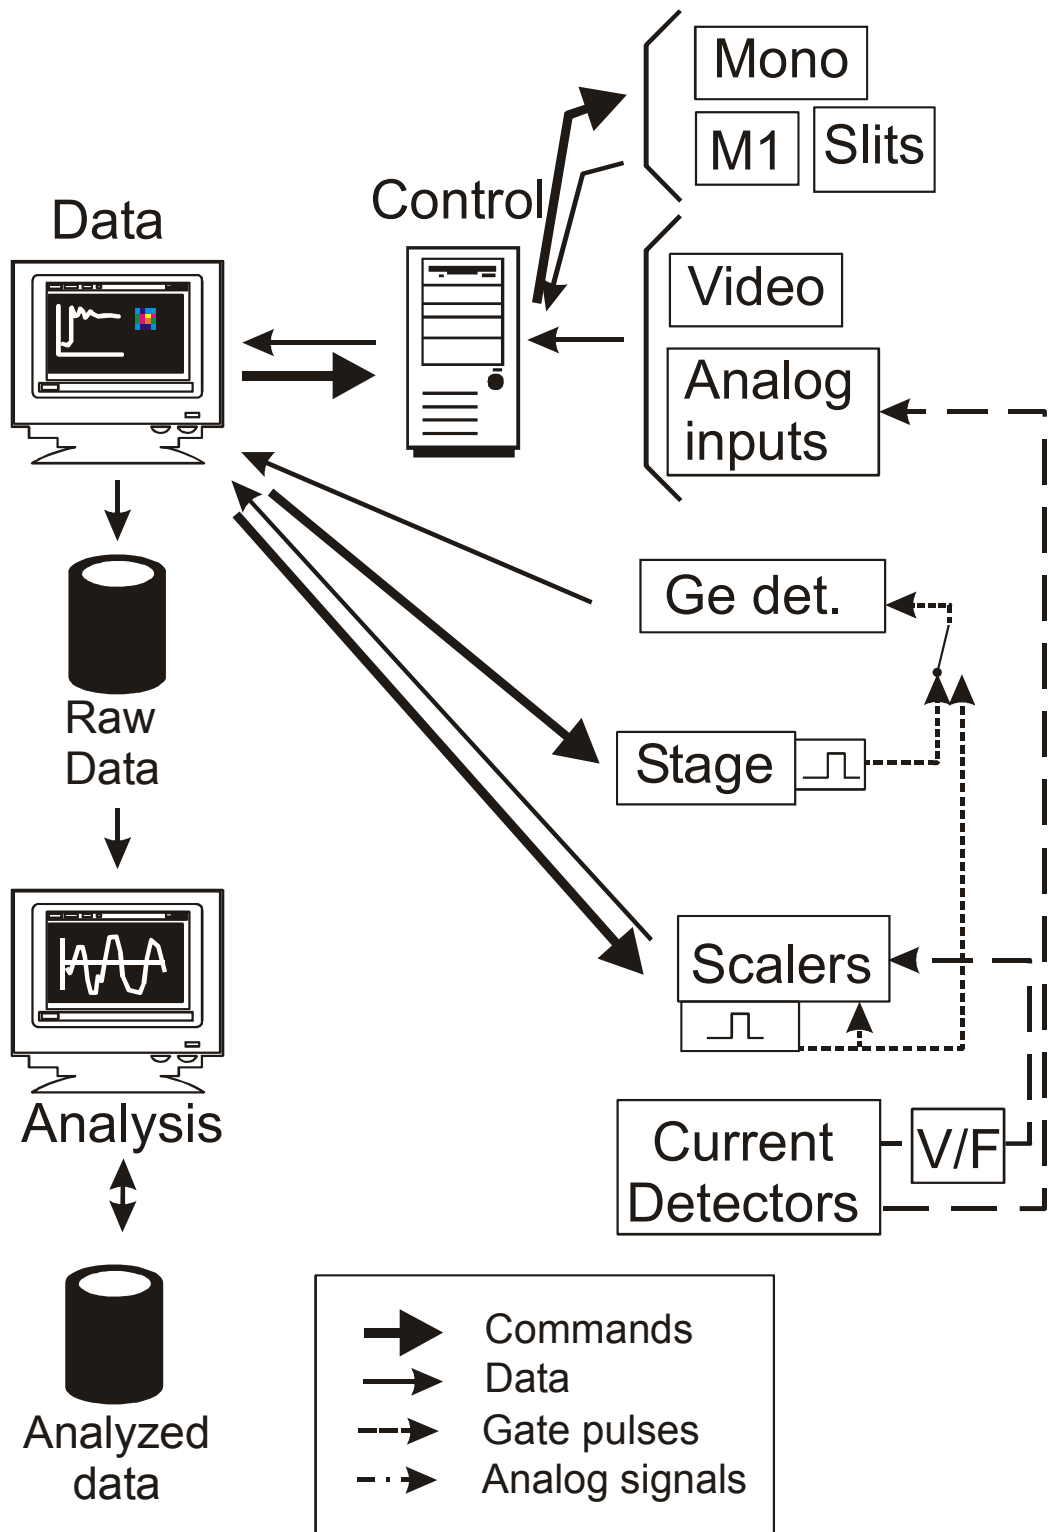 Mono
M1
Slits
Control
Data
Video
Analog
inputs
Ge det.
Raw
Data
Stage
Scalers
Analysis
Current
Detectors
V/F
Commands
Data
Gate pulses
Analog signals
Analyzed
data